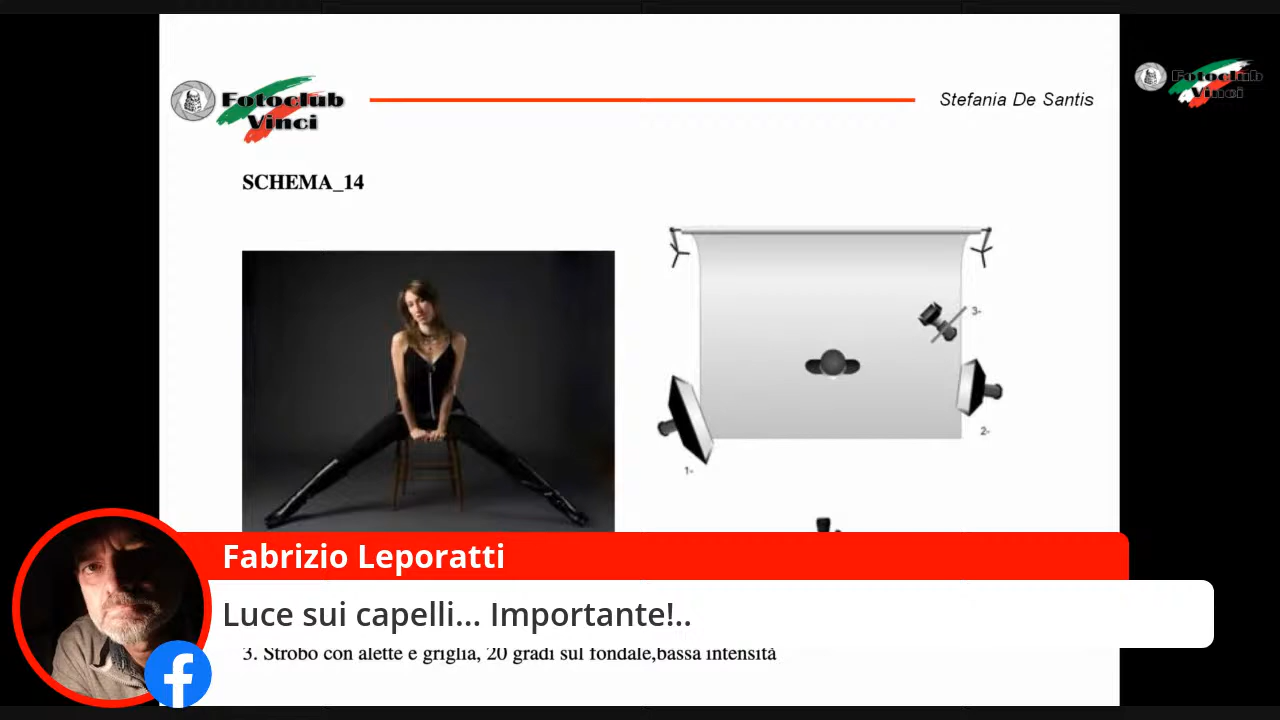 Fotoclub
Vinci
Stefania De Santis
Fotoclub
Vinci
SCHEMA_14
3-
2-
1-
Fabrizio Leporatti
Luce sui capelli... Importante!..
3. Strobo con alette e griglia, 20 gradi sul fondale,bassa intensità